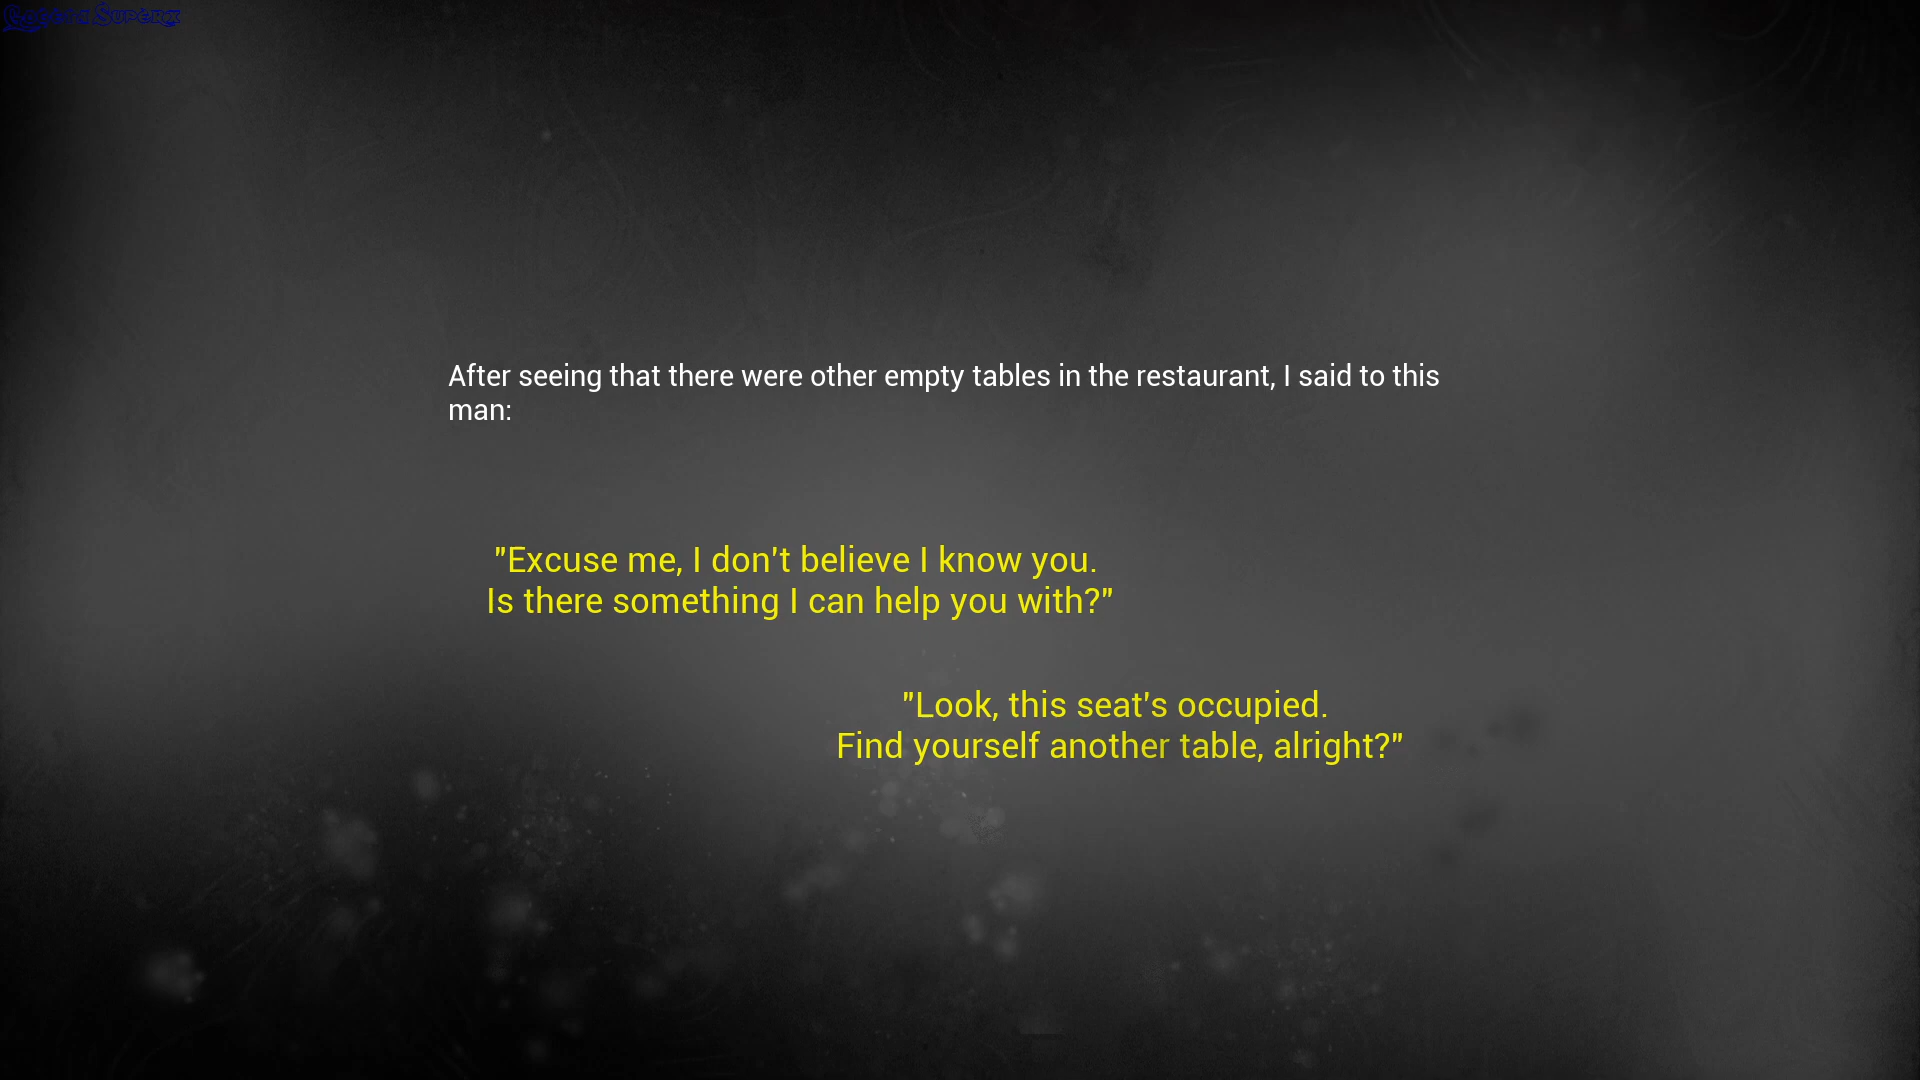 After seeing that there were other empty tables in the restaurant, I said to this
man:
"Excuse me, I don't believe I know you.
Is there something I can help you with?"
"Look, this seat's occupied.
Find yourself another table, alright?"